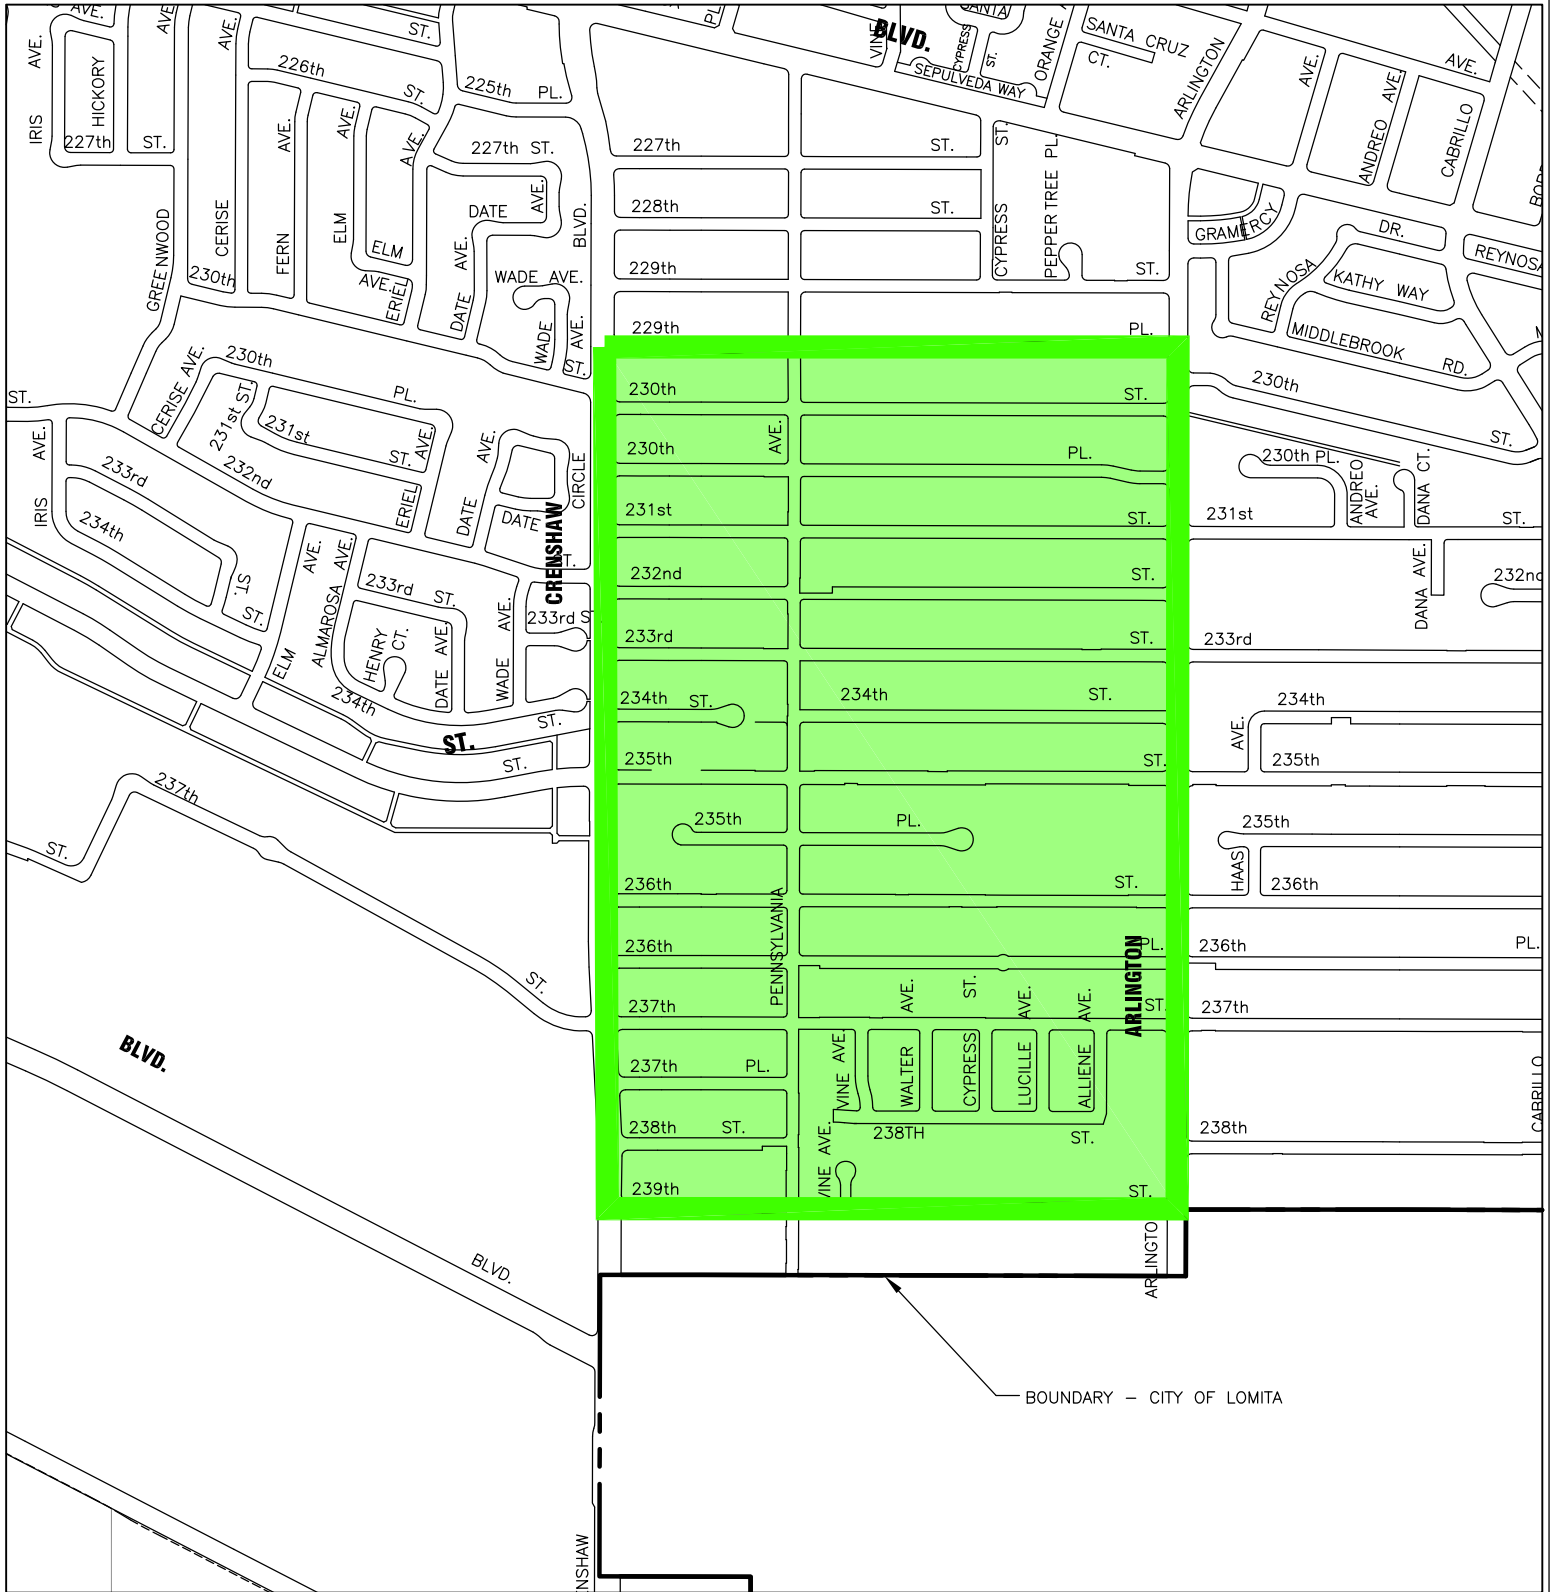 AVE.
AVE.
AVE.
ST.
PL.
SANTA
VINE
BLVD.
CYPRESS
ST.
ORANGE
SANTA CRUZ
CT.
ARLINGTON
AVE.
AVE.
IRIS
AVE.
HICKORY
226th
ST.
225th
PL.
SEPULVEDA WAY
AVE.
ANDREO
AVE.
CABRILLO
227th
ST.
AVE.
AVE.
AVE.
227th
ST.
227th
ST.
ST.
CYPRESS
PEPPER TREE PL.
GREENWOOD
CERISE
FERN
ELM
ELM
AVE.
ERIEL
DATE
AVE.
DATE
AVE.
BLVD.
228th
ST.
GRAMERCY
DR.
REYNOSA
229th
ST.
230th
WADE AVE.
WADE
AVE.
ST.
REYNOSA
KATHY WAY
MIDDLEBROOK
RD.
229th
PL.
230th
ST.
ST.
CERISE AVE.
230th
PL.
231st ST.
231st
ST.
AVE.
ERIEL
232nd
AVE.
DATE
DATE
CIRCLE
ST.
CRENSHAW
230th
ST.
230th
AVE.
PL.
230th PL.
ANDREO
AVE.
DANA CT.
AVE.
IRIS
233rd
234th
ST.
ST.
231st
ST.
231st
ST.
232nd
ST.
DANA AVE.
232nd
AVE.
ELM
ALMAROSA
AVE.
233rd
ST.
HENRY
CT.
DATE
AVE.
AVE.
WADE
233rd
234th
ST.
ST.
ST.
233rd
ST.
233rd
234th
ST.
234th
ST.
AVE.
234th
235th
ST.
235th
237th
ST.
ST.
235th
PL.
235th
HAAS
236th
ST.
236th
PENNSYLVANIA
236th
PL.
ARLINGTON
236th
PL.
237th
AVE.
ST.
AVE.
AVE.
ST.
237th
BLVD.
237th
PL.
VINE AVE.
WALTER
CYPRESS
LUCILLE
ALLIENE
CABRILLO
238th
ST.
238TH
ST.
238th
VINE AVE.
239th
ST.
BLVD.
BOUNDARY – CITY OF LOMITA